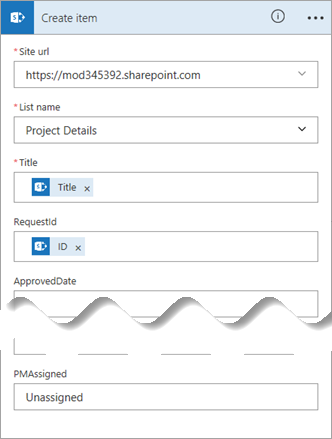 Create item
* Site url
https://mod345392.sharepoint.com
* List name
Project Details
* Title
Title ×
RequestId
ID ×
ApprovedDate
PMAssigned
Unassigned